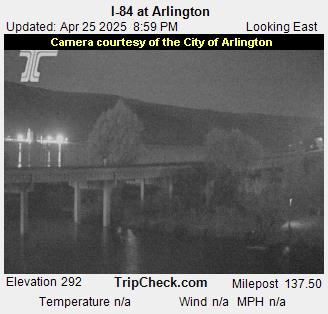 I-84 at Arlington
Updated: Apr 25 2025 8:59 PM Looking East
Camera courtesy of the City of Arlington
Elevation 292 TripCheck.com Milepost 137.50
Temperature n/a Wind n/a MPH n/a